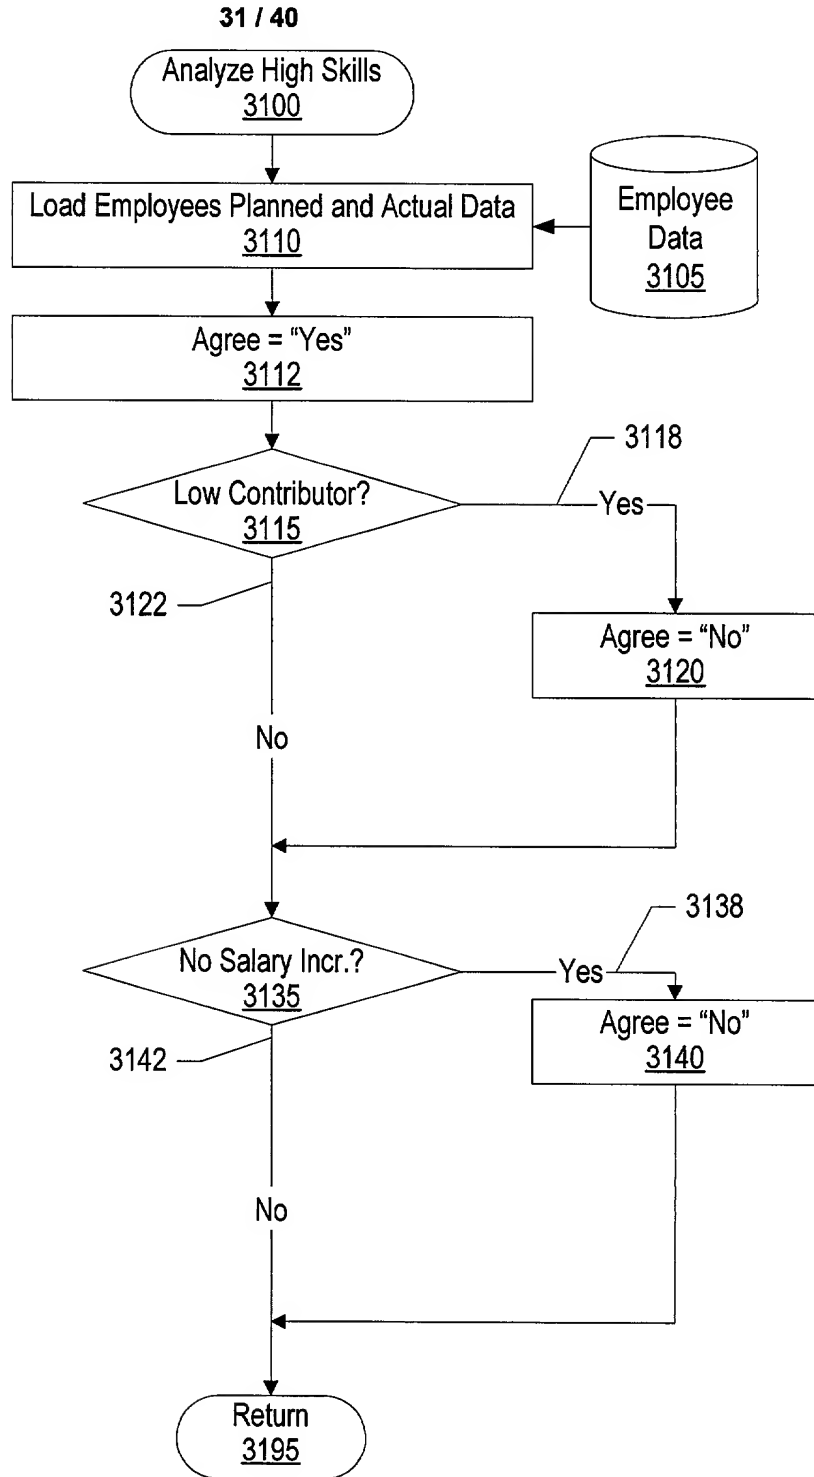 31 / 40
Analyze High Skills
3100
Load Employees Planned and Actual Data
3110
Employee
Data
3105
Agree = “Yes”
3112
3118
Low Contributor?
3115
Yes
3122
Agree = “No”
3120
No
3138
No Salary Incr.?
3135
Yes
3142
Agree = “No”
3140
No
Return
3195